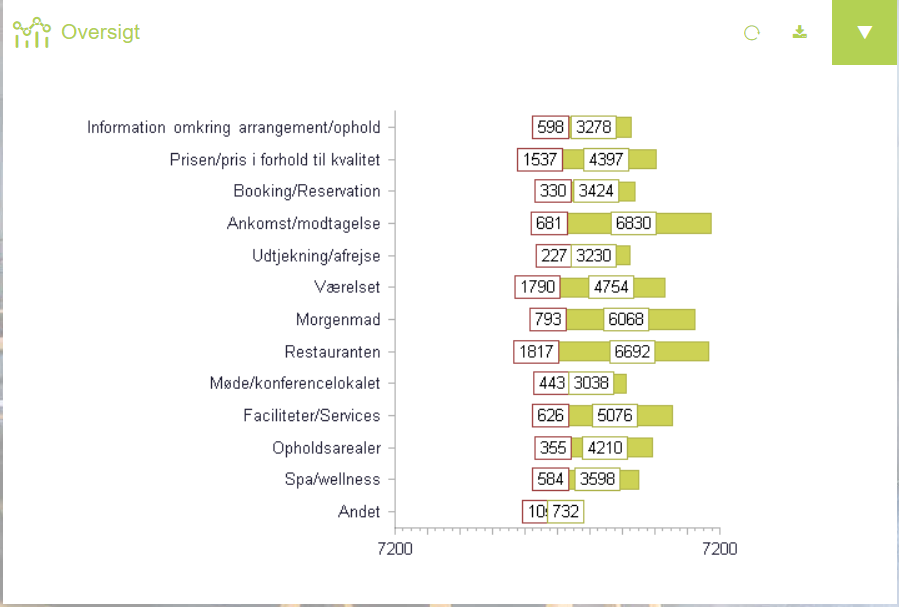 Oversigt
Information omkring arrangement/ophold 598 3278
Prisen/pris i forhold til kvalitet 1537 4397
Booking/Reservation 330 3424
Ankomst/modtagelse 681 6830
Udtjekning/afrejse 227 3230
Værelset 1790 4754
Morgenmad 793 6068
Restauranten 1817 6692
Møde/konferencelokalet 443 3038
Faciliteter/Services 626 5076
Opholdsarealer 355 4210
Spa/wellness 584 3598
Andet 732
7200 7200